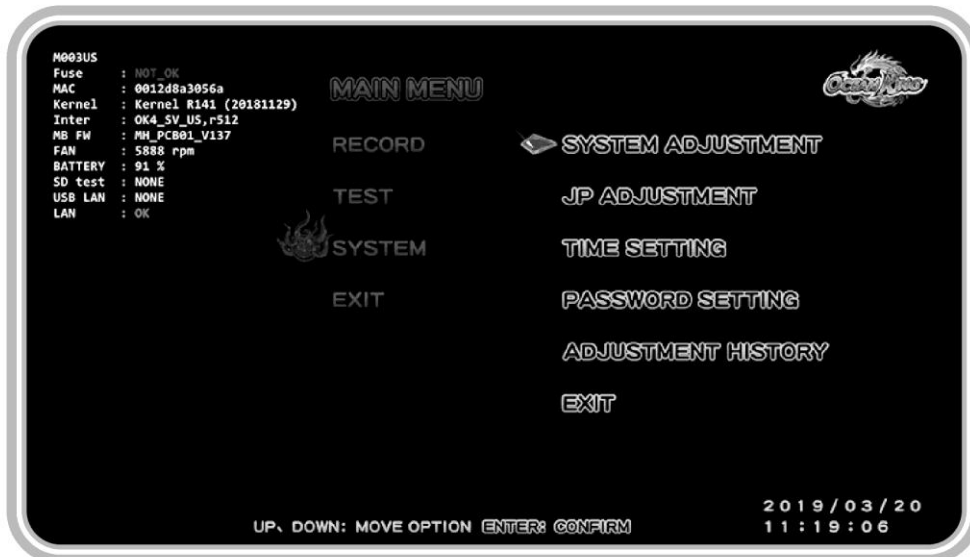 M003US
Fuse : NOT_OK
MAC : 0012d8a3056a
Kernel : Kernel R141 (20181129)
Inter : OK4_SV_US,r512
MB FW : MH_PCB01_V137
FAN : 5888 rpm
BATTERY : 91 %
SD test : NONE
USB LAN : NONE
LAN : OK
MAIN MENU
RECORD
TEST
SYSTEM
EXIT
OCEAN KING
SYSTEM ADJUSTMENT
JP ADJUSTMENT
TIME SETTING
PASSWORD SETTING
ADJUSTMENT HISTORY
EXIT
UP、DOWN: MOVE OPTION ENTER: CONFIRM
2019/03/20
11:19:06